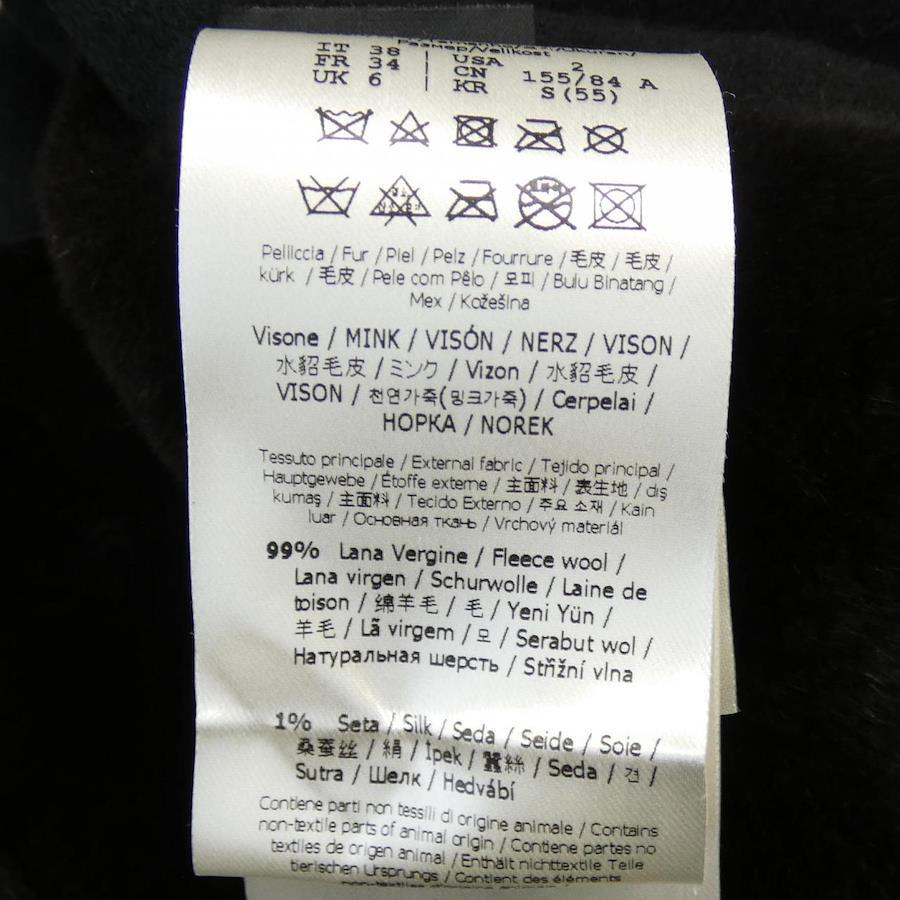 Размер/Velikost
IT 38 | USA 2
FR 34 | CN 155/84 A
UK 6 | KR S(55)
Pelliccia / Fur / Piel / Pelz / Fourrure / 毛皮 / 毛皮 /
kürk / 毛皮 / Pele com Pêlo / 모피 / Bulu Binatang /
Mex / Kožešina
Visone / MINK / VISÓN / NERZ / VISON /
水貂毛皮 / ミンク / Vizon / 水貂毛皮 /
VISON / 천연가죽(밍크가죽) / Cerpelai /
НОРКА / NOREK
Tessuto principale / External fabric / Tejido principal /
Hauptgewebe / Étoffe externe / 主面料 / 表生地 / dış
kumaş / 主面料 / Tecido Externo / 주요 소재 / Kain
luar / Основная ткань / Vrchový materiál
99% Lana Vergine / Fleece wool /
Lana virgen / Schurwolle / Laine de
toison / 绵羊毛 / 毛 / Yeni Yün /
羊毛 / Lã virgem / 모 / Serabut wol /
Натуральная шерсть / Střížní vlna
1% Seta / Silk / Seda / Seide / Soie /
桑蚕丝 / 絹 / İpek / 絲 / Seda / 견 /
Sutra / Шелк / Hedvábí
Contiene parti non tessili di origine animale / Contains
non-textile parts of animal origin / Contiene partes no
textiles de origen animal / Enthält nichttextile Teile
tierischen Ursprungs / Contient des éléments
non-textiles d'origine animale